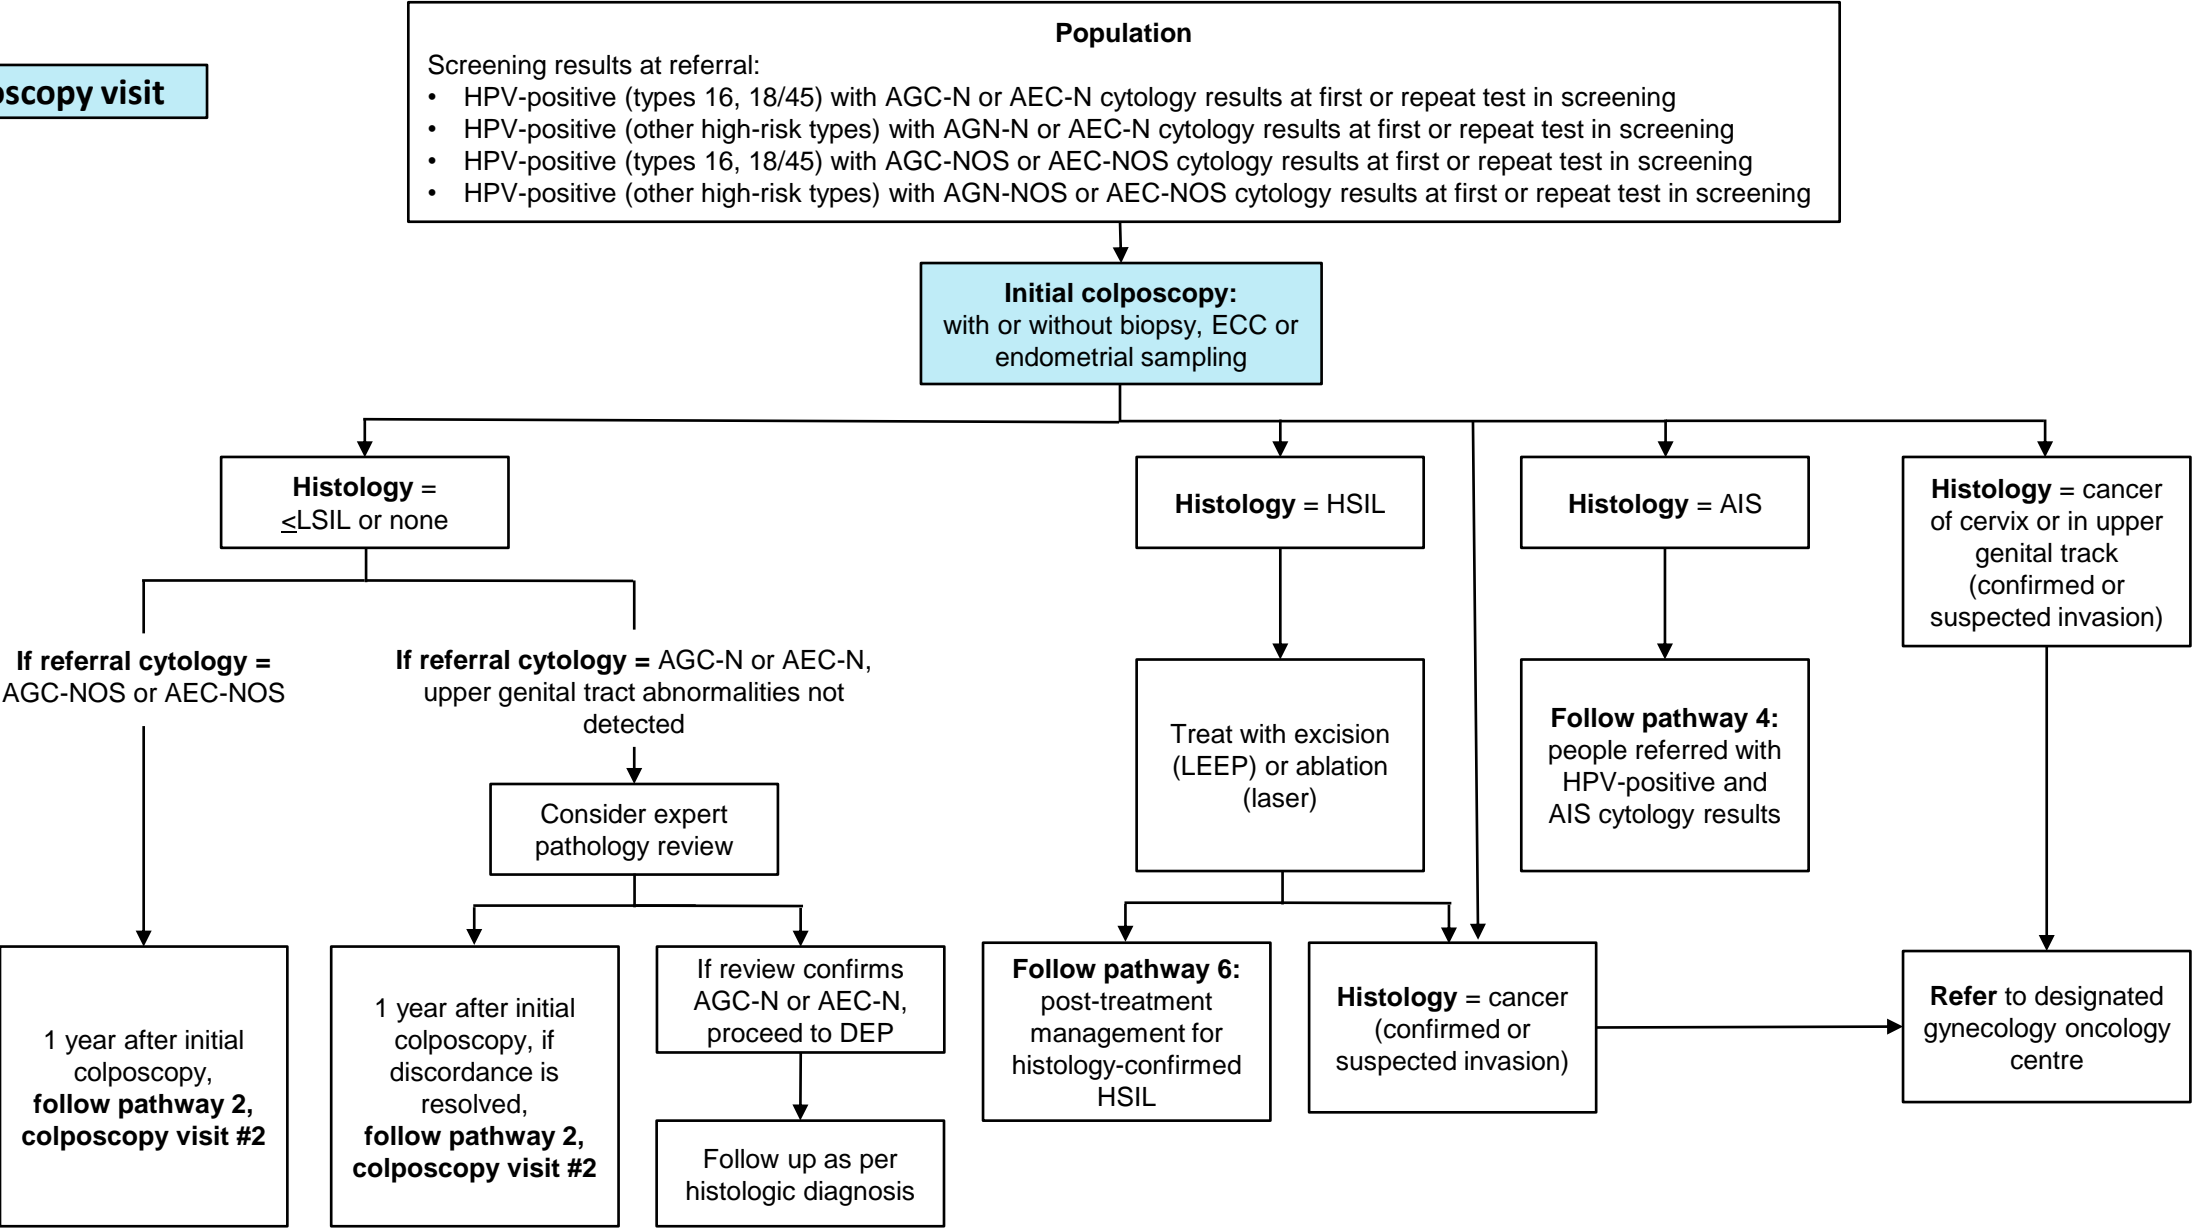 Population
Screening results at referral:
• HPV-positive (types 16, 18/45) with AGC-N or AEC-N cytology results at first or repeat test in screening
• HPV-positive (other high-risk types) with AGN-N or AEC-N cytology results at first or repeat test in screening
• HPV-positive (types 16, 18/45) with AGC-NOS or AEC-NOS cytology results at first or repeat test in screening
• HPV-positive (other high-risk types) with AGN-NOS or AEC-NOS cytology results at first or repeat test in screening
visit
Initial colposcopy:
with or without biopsy, ECC or
endometrial sampling
Histology =
≤LSIL or none
Histology = HSIL
Histology = AIS
Histology = cancer
of cervix or in upper
genital track
(confirmed or
suspected invasion)
If referral cytology =
AGC-NOS or AEC-NOS
If referral cytology = AGC-N or AEC-N,
upper genital tract abnormalities not
detected
Consider expert
pathology review
Treat with excision
(LEEP) or ablation
(laser)
Follow pathway 4:
people referred with
HPV-positive and
AIS cytology results
1 year after initial
colposcopy,
follow pathway 2,
colposcopy visit #2
1 year after initial
colposcopy, if
discordance is
resolved,
follow pathway 2,
colposcopy visit #2
If review confirms
AGC-N or AEC-N,
proceed to DEP
Follow up as per
histologic diagnosis
Follow pathway 6:
post-treatment
management for
histology-confirmed
HSIL
Histology = cancer
(confirmed or
suspected invasion)
Refer to designated
gynecology oncology
centre